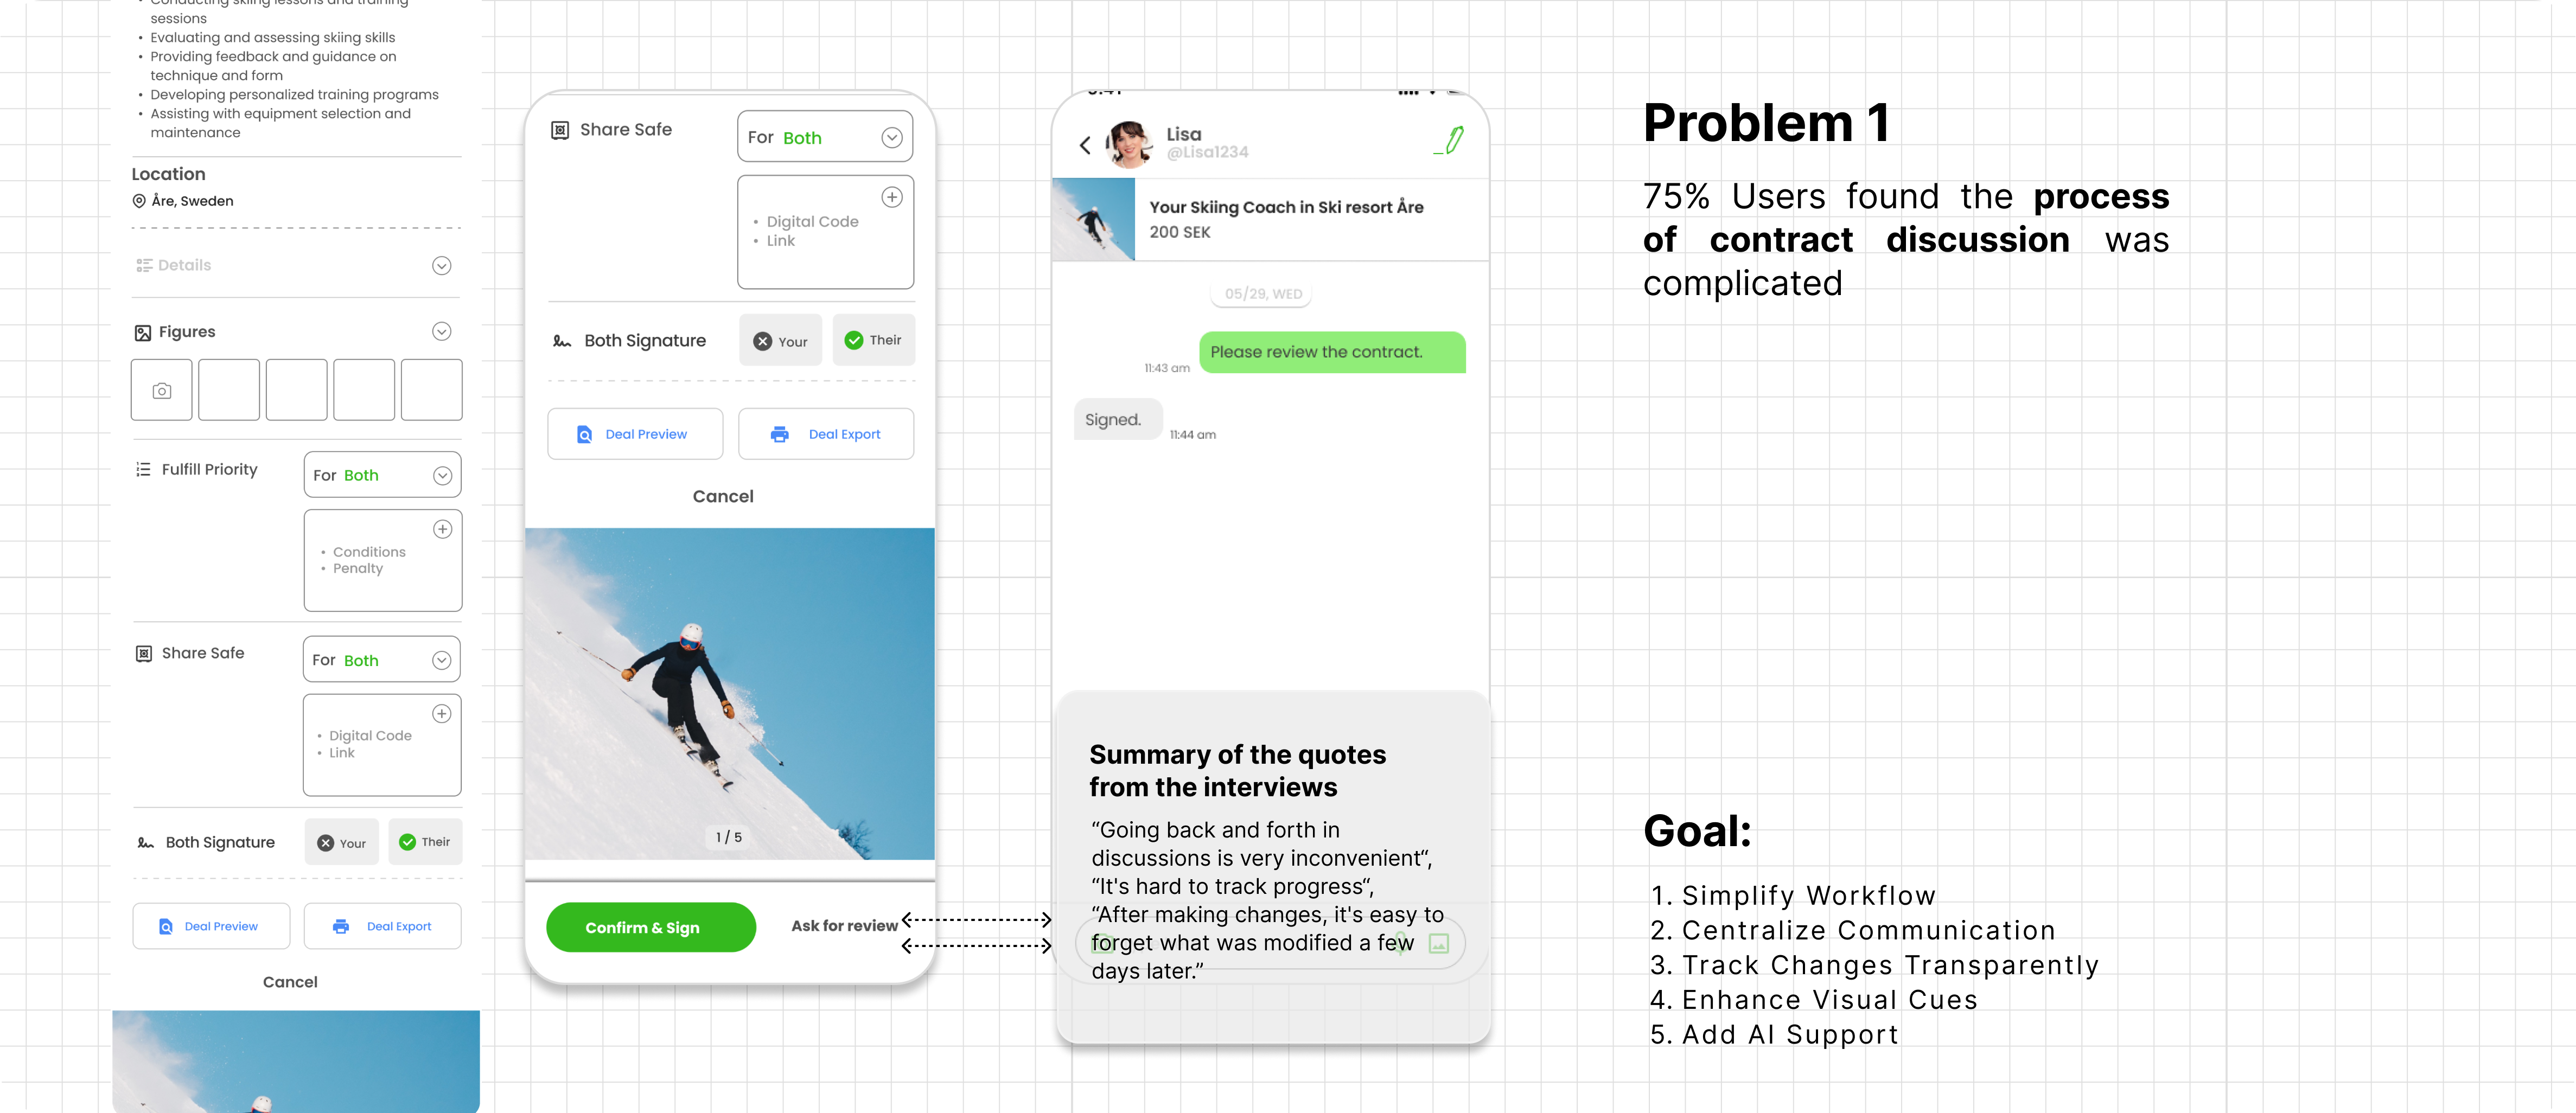 Conducting skiing lessons and training
sessions
• Evaluating and assessing skiing skills
• Providing feedback and guidance on
technique and form
• Developing personalized training programs
• Assisting with equipment selection and
maintenance
Location
Åre, Sweden
Details
Figures
Fulfill Priority
For Both
• Conditions
• Penalty
Share Safe
For Both
• Digital Code
• Link
Both Signature
Your
Their
Deal Preview
Deal Export
Cancel
Share Safe
For Both
• Digital Code
• Link
Both Signature
Your
Their
Deal Preview
Deal Export
Cancel
1 / 5
Confirm & Sign
Ask for review
9:41
Lisa
@Lisa1234
Your Skiing Coach in Ski resort Åre
200 SEK
05/29, WED
Please review the contract.
11:43 am
Signed.
11:44 am
Summary of the quotes
from the interviews
“Going back and forth in
discussions is very inconvenient“,
“It's hard to track progress“,
“After making changes, it's easy to
forget what was modified a few
days later.”
Problem 1
75% Users found the process
of contract discussion was
complicated
Goal:
1. Simplify Workflow
2. Centralize Communication
3. Track Changes Transparently
4. Enhance Visual Cues
5. Add AI Support